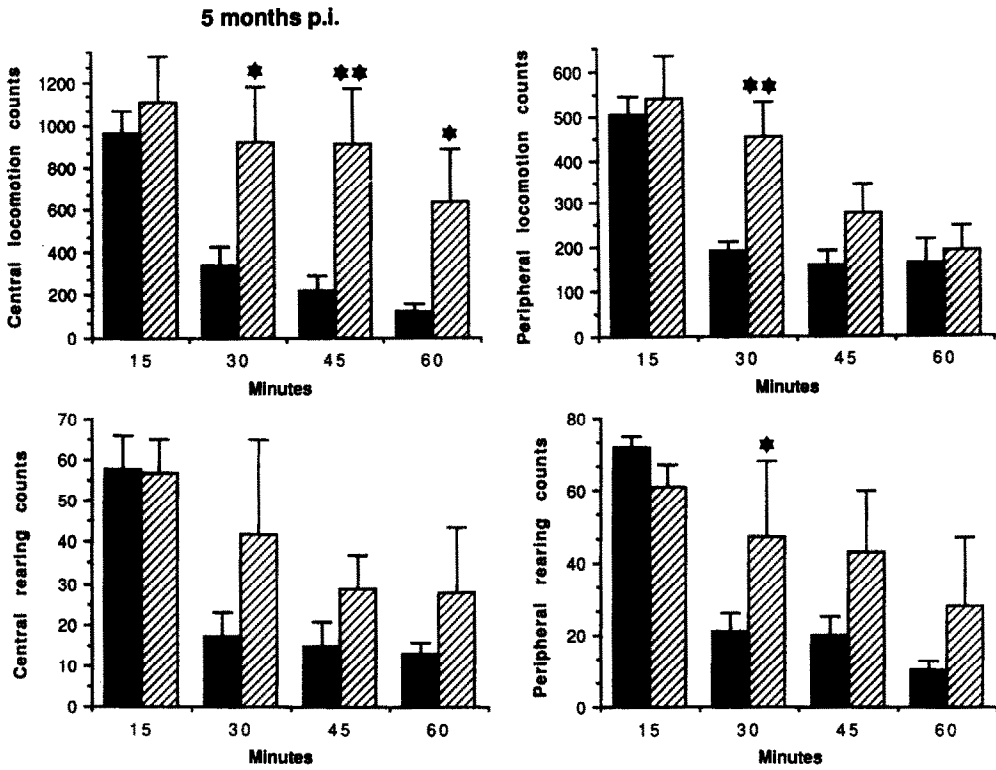 5 months p.i.
Central locomotion counts
1200
1000
800
600
400
200
0
15 30 45 60
Minutes
★ ★★ ★
Peripheral locomotion counts
600
500
400
300
200
100
0
15 30 45 60
Minutes
★★
Central rearing counts
70
60
50
40
30
20
10
0
15 30 45 60
Minutes
Peripheral rearing counts
80
60
40
20
0
15 30 45 60
Minutes
★